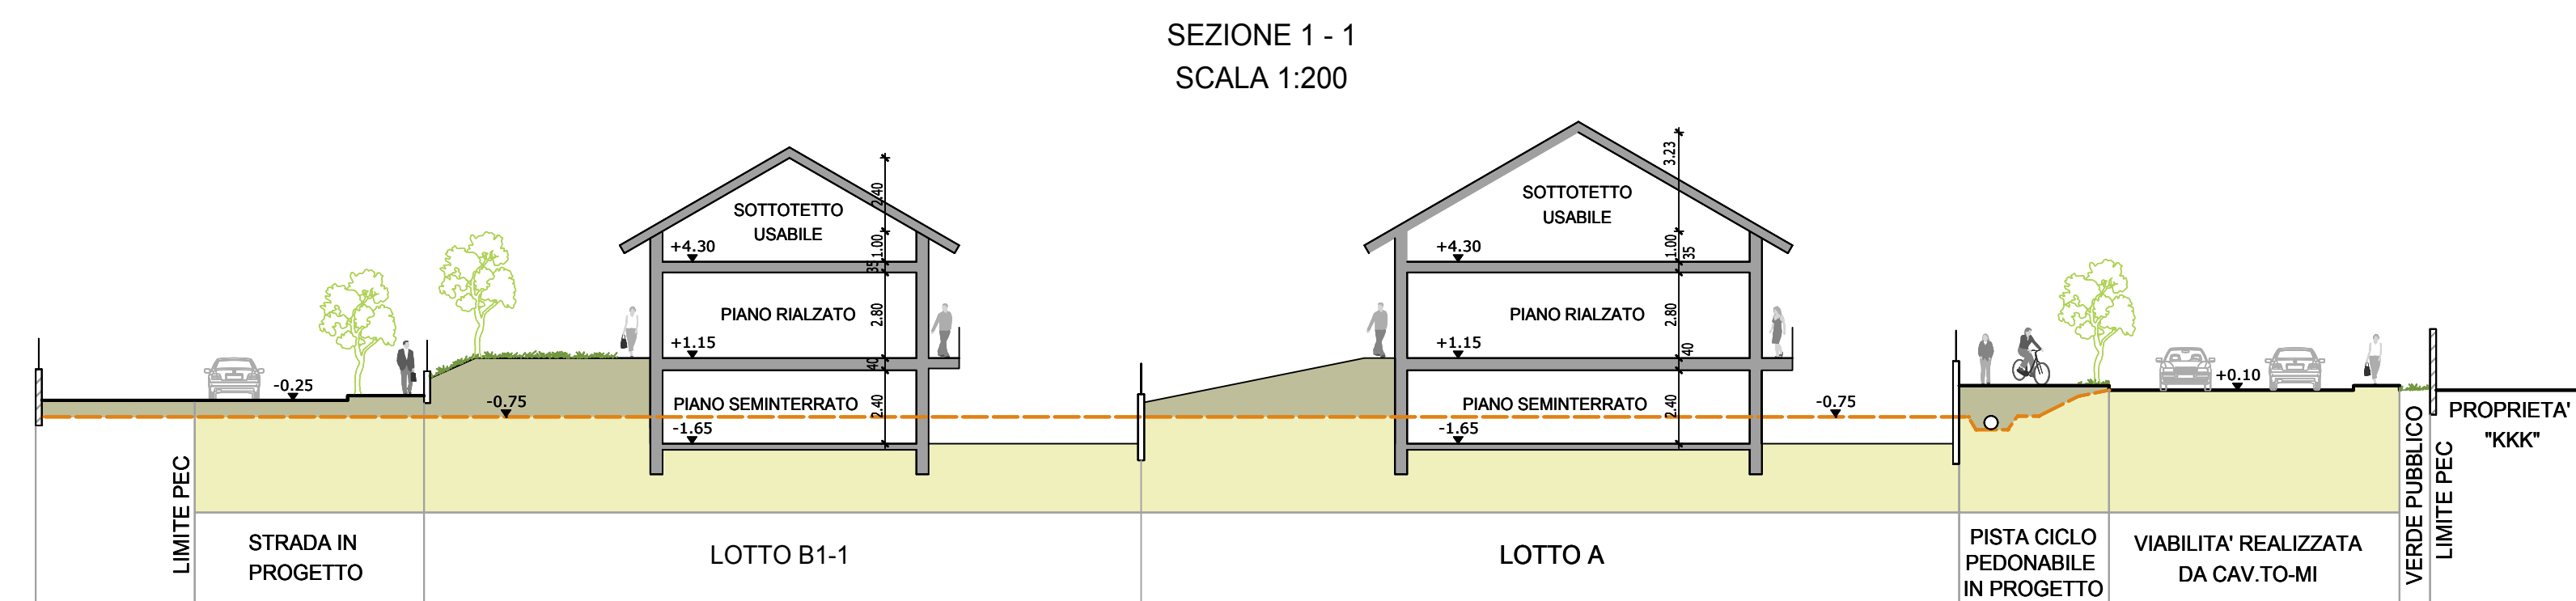 SEZIONE 1 - 1
SCALA 1:200
SOTTOTETTO
USABILE
+4.30
PIANO RIALZATO
+1.15
PIANO SEMINTERRATO
-1.65
2.40
1.00
35
2.80
40
2.40
SOTTOTETTO
USABILE
+4.30
PIANO RIALZATO
+1.15
PIANO SEMINTERRATO
-1.65
3.23
1.00
35
2.80
40
2.40
-0.25
-0.75
-0.75
+0.10
LIMITE PEC
STRADA IN
PROGETTO
LOTTO B1-1
LOTTO A
PISTA CICLO
PEDONABILE
IN PROGETTO
VIABILITA' REALIZZATA
DA CAV.TO-MI
VERDE PUBBLICO
LIMITE PEC
PROPRIETA'
"KKK"